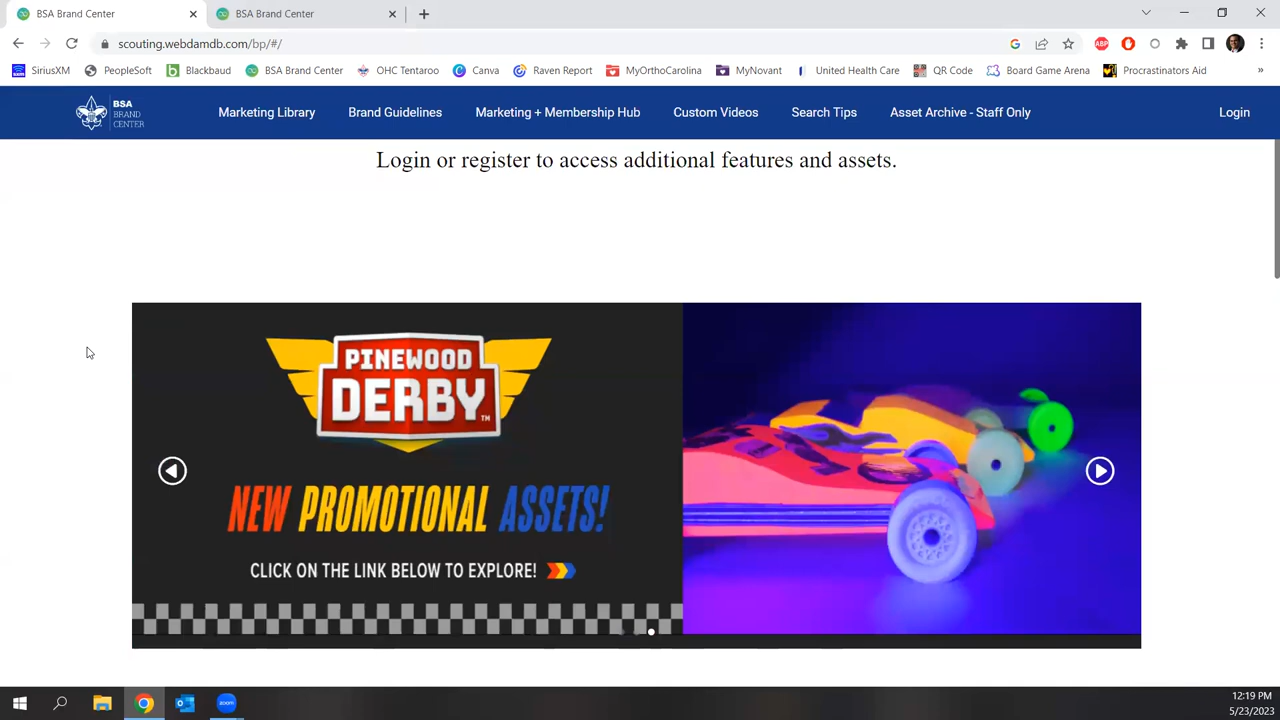 BSA Brand Center
BSA Brand Center
scouting.webdamdb.com/bp/#/
SiriusXM
PeopleSoft
Blackbaud
BSA Brand Center
OHC Tentaroo
Canva
Raven Report
MyOrthoCarolina
MyNovant
United Health Care
QR Code
Board Game Arena
Procrastinators Aid
BSA
BRAND
CENTER
Marketing Library
Brand Guidelines
Marketing + Membership Hub
Custom Videos
Search Tips
Asset Archive - Staff Only
Login
Login or register to access additional features and assets.
PINEWOOD
DERBY™
NEW PROMOTIONAL ASSETS!
CLICK ON THE LINK BELOW TO EXPLORE!
zoom
12:19 PM
5/23/2023